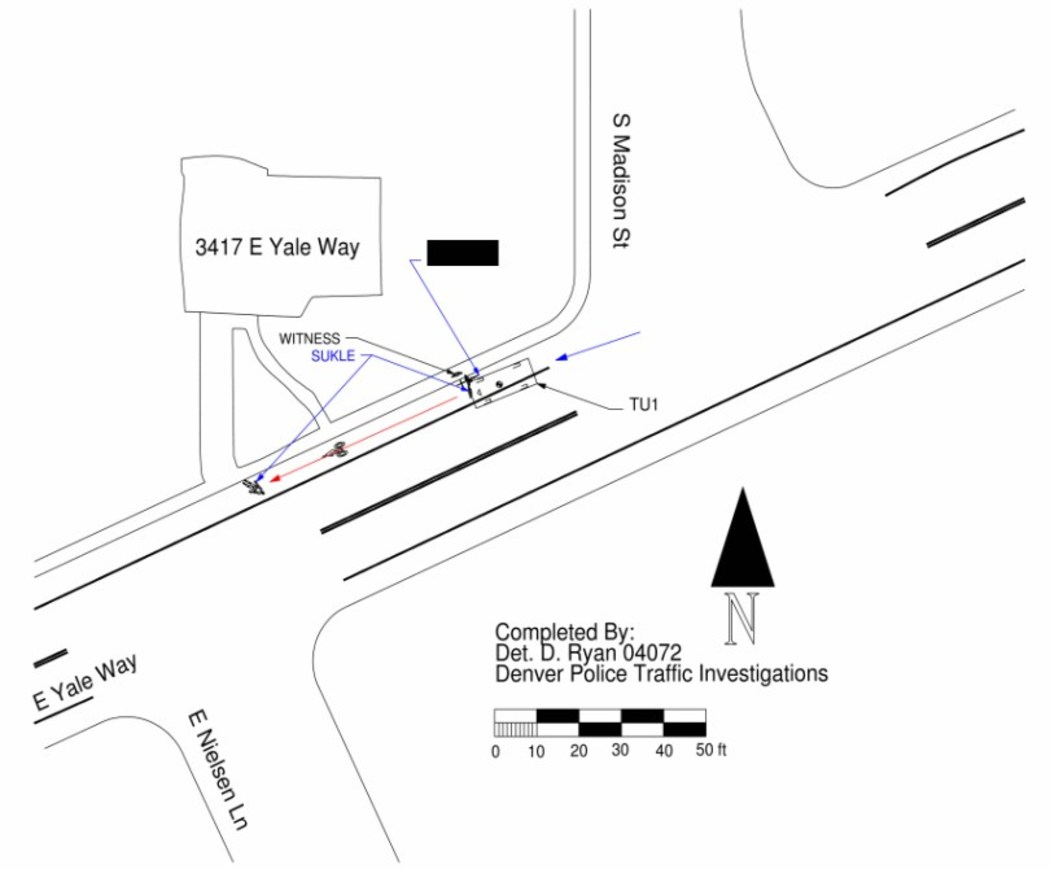 S Madison St
3417 E Yale Way
WITNESS
SUKLE
TU1
N
Completed By:
Det. D. Ryan 04072
Denver Police Traffic Investigations
0 10 20 30 40 50 ft
E Yale Way
E Nielsen Ln